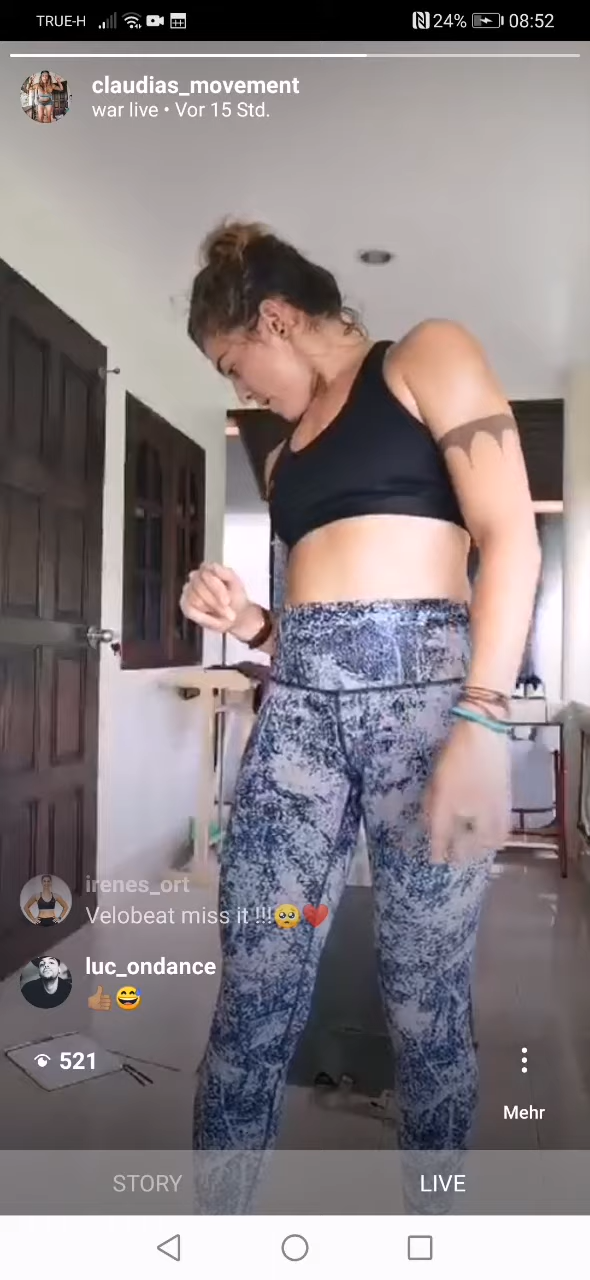 TRUE-H 24% 08:52
claudias_movement
war live • Vor 15 Std.
irenes_ort
Velobeat miss it !!!🥺💔
luc_ondance
👍🏽😅
521
Mehr
STORY LIVE